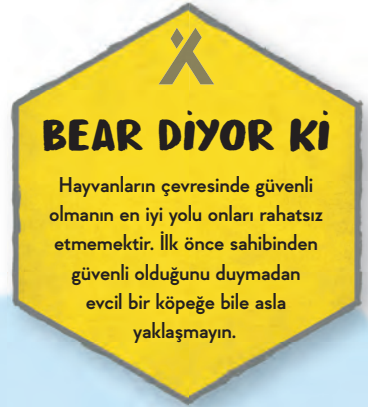 BEAR DİYOR Kİ
Hayvanların çevresinde güvenli
olmanın en iyi yolu onları rahatsız
etmemektir. İlk önce sahibinden
güvenli olduğunu duymadan
evcil bir köpeğe bile asla
yaklaşmayın.